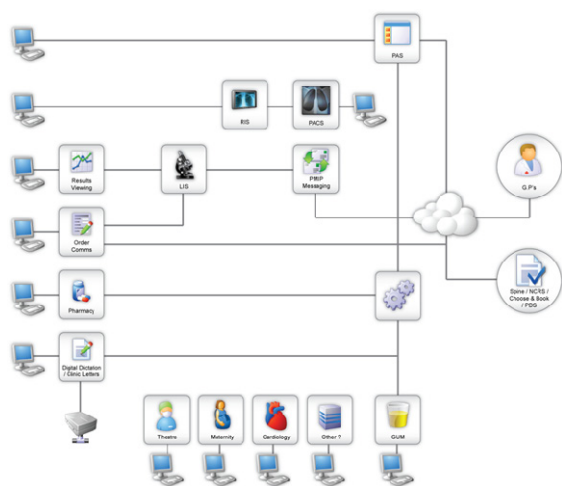 PAS
RIS
PACS
Results
Viewing
LIS
PMIP
Messaging
G.P's
Order
Comms
Pharmacy
Spine / NCRS /
Choose & Book
/ PDS
Digital Dictation
/ Clinic Letters
Theatre
Maternity
Cardiology
Other ?
GUM